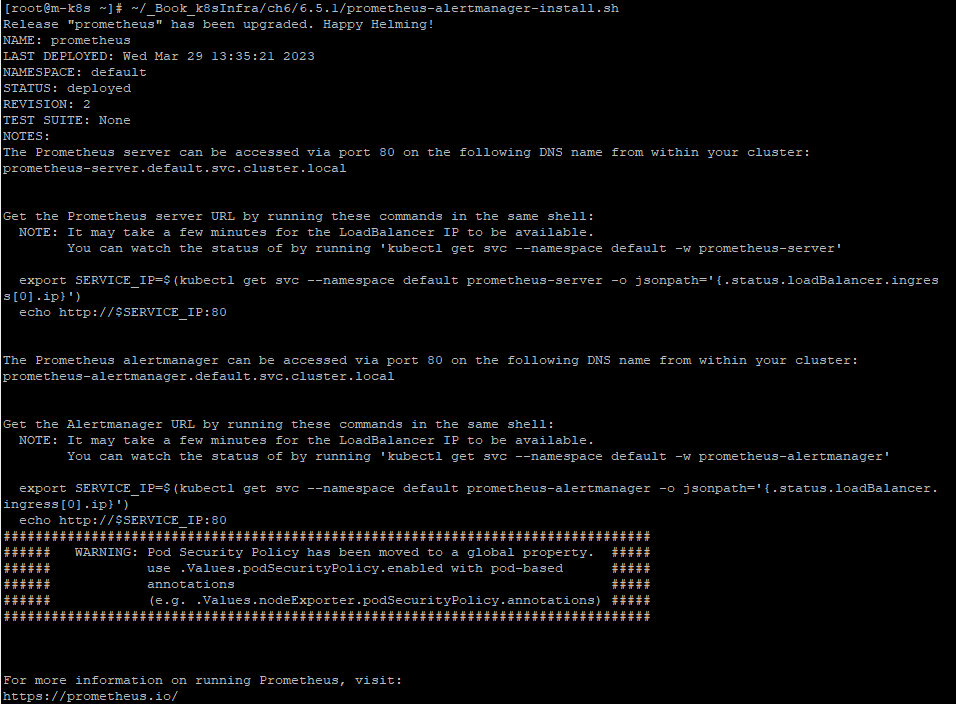 [root@m-k8s ~]# ~/_Book_k8sInfra/ch6/6.5.1/prometheus-alertmanager-install.sh
Release "prometheus" has been upgraded. Happy Helming!
NAME: prometheus
LAST DEPLOYED: Wed Mar 29 13:35:21 2023
NAMESPACE: default
STATUS: deployed
REVISION: 2
TEST SUITE: None
NOTES:
The Prometheus server can be accessed via port 80 on the following DNS name from within your cluster:
prometheus-server.default.svc.cluster.local
Get the Prometheus server URL by running these commands in the same shell:
  NOTE: It may take a few minutes for the LoadBalancer IP to be available.
        You can watch the status of by running 'kubectl get svc --namespace default -w prometheus-server'
  export SERVICE_IP=$(kubectl get svc --namespace default prometheus-server -o jsonpath='{.status.loadBalancer.ingres
s[0].ip}')
  echo http://$SERVICE_IP:80
The Prometheus alertmanager can be accessed via port 80 on the following DNS name from within your cluster:
prometheus-alertmanager.default.svc.cluster.local
Get the Alertmanager URL by running these commands in the same shell:
  NOTE: It may take a few minutes for the LoadBalancer IP to be available.
        You can watch the status of by running 'kubectl get svc --namespace default -w prometheus-alertmanager'
  export SERVICE_IP=$(kubectl get svc --namespace default prometheus-alertmanager -o jsonpath='{.status.loadBalancer.
ingress[0].ip}')
  echo http://$SERVICE_IP:80
#################################################################################
######   WARNING: Pod Security Policy has been moved to a global property.  #####
######            use .Values.podSecurityPolicy.enabled with pod-based      #####
######            annotations                                               #####
######            (e.g. .Values.nodeExporter.podSecurityPolicy.annotations) #####
#################################################################################
For more information on running Prometheus, visit:
https://prometheus.io/